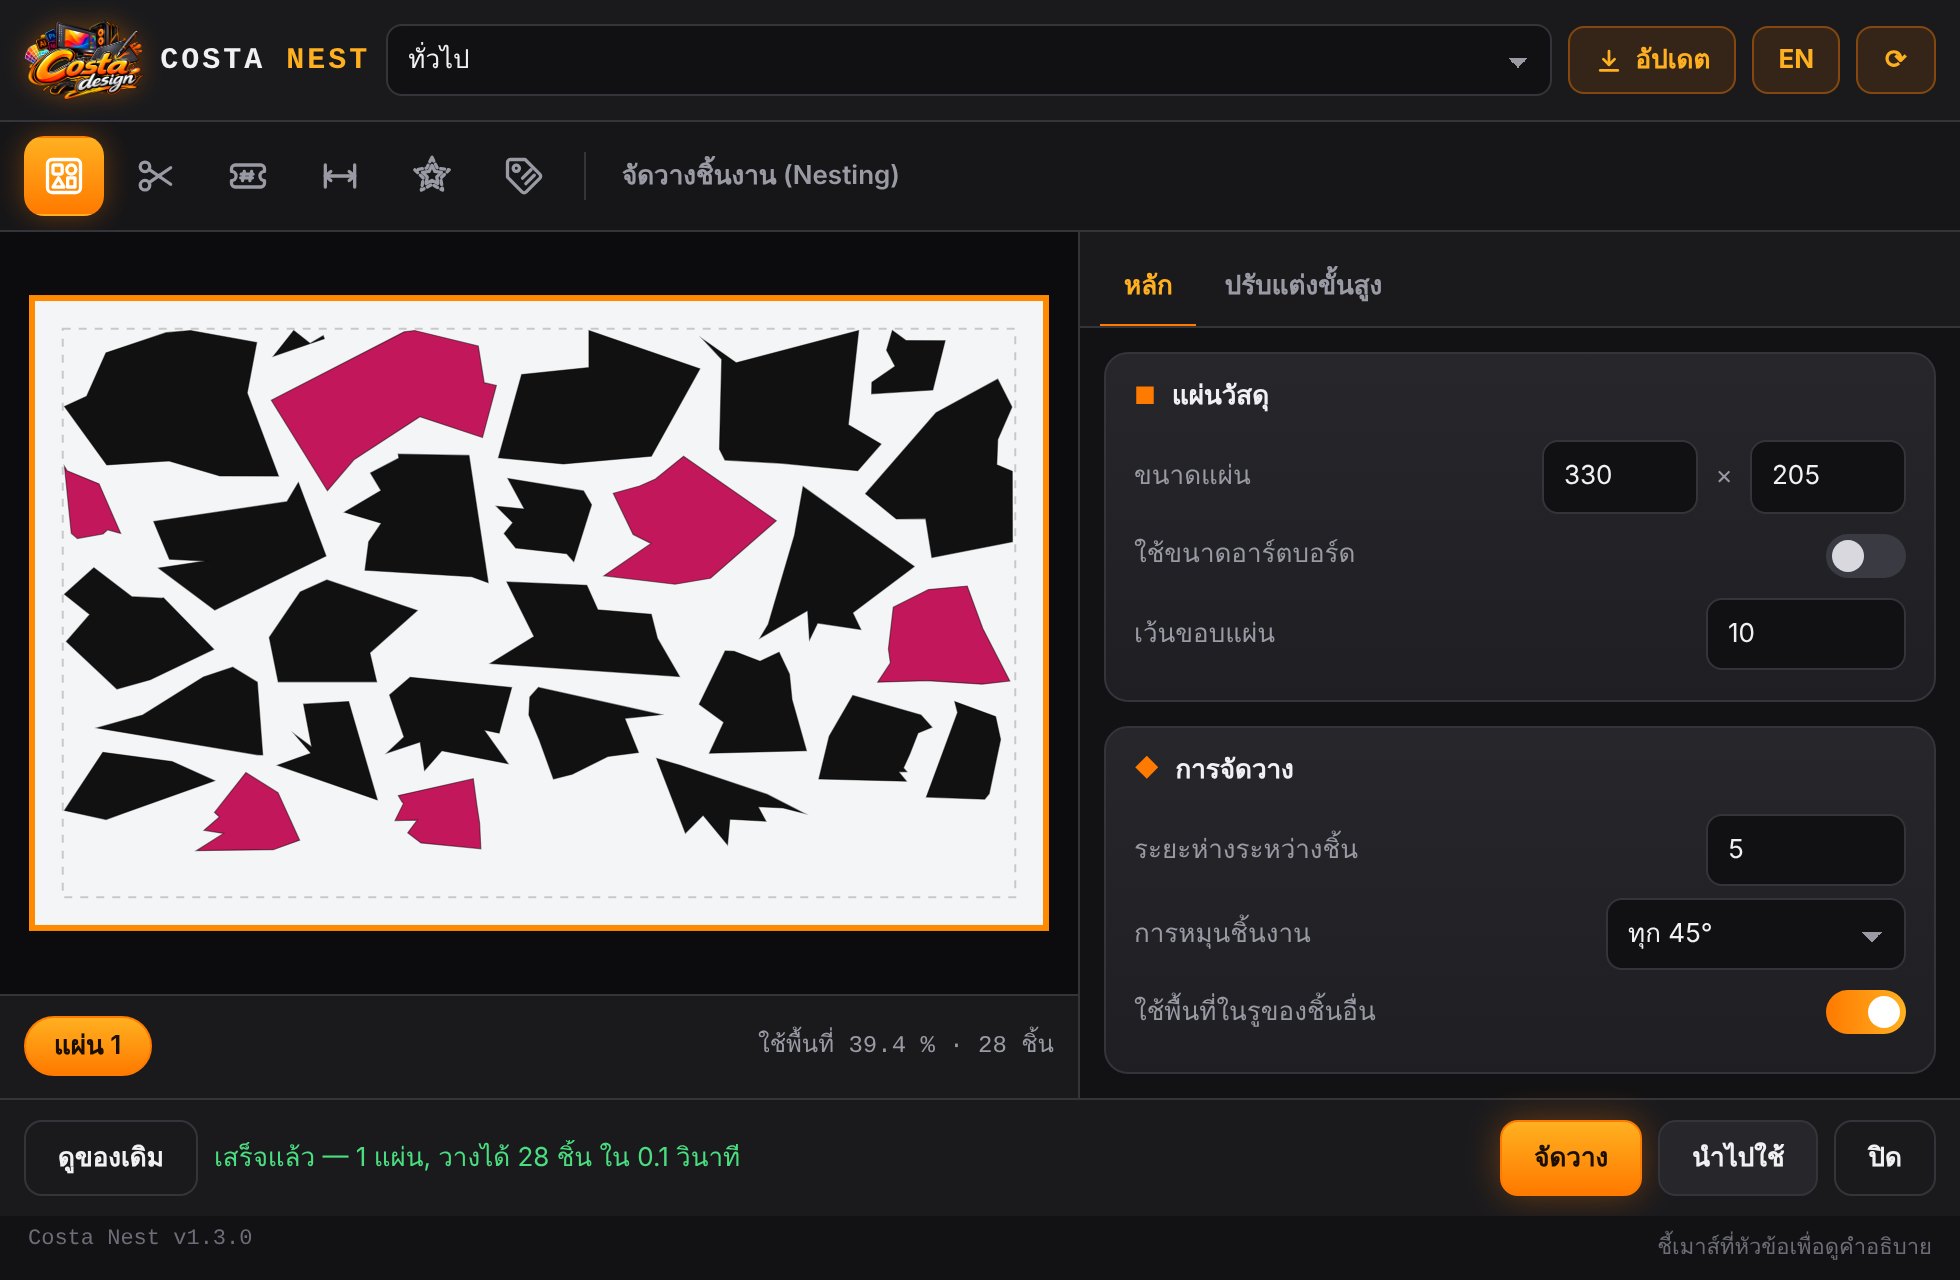 Costa design
COSTA NEST
ทั่วไป
อัปเดต
EN
จัดวางชิ้นงาน (Nesting)
หลัก
ปรับแต่งขั้นสูง
แผ่นวัสดุ
ขนาดแผ่น
330 × 205
ใช้ขนาดอาร์ตบอร์ด
เว้นขอบแผ่น
10
การจัดวาง
ระยะห่างระหว่างชิ้น
5
การหมุนชิ้นงาน
ทุก 45°
ใช้พื้นที่ในรูของชิ้นอื่น
แผ่น 1
ใช้พื้นที่ 39.4 % · 28 ชิ้น
ดูของเดิม
เสร็จแล้ว — 1 แผ่น, วางได้ 28 ชิ้น ใน 0.1 วินาที
จัดวาง
นำไปใช้
ปิด
Costa Nest v1.3.0
ชี้เมาส์ที่หัวข้อเพื่อดูคำอธิบาย